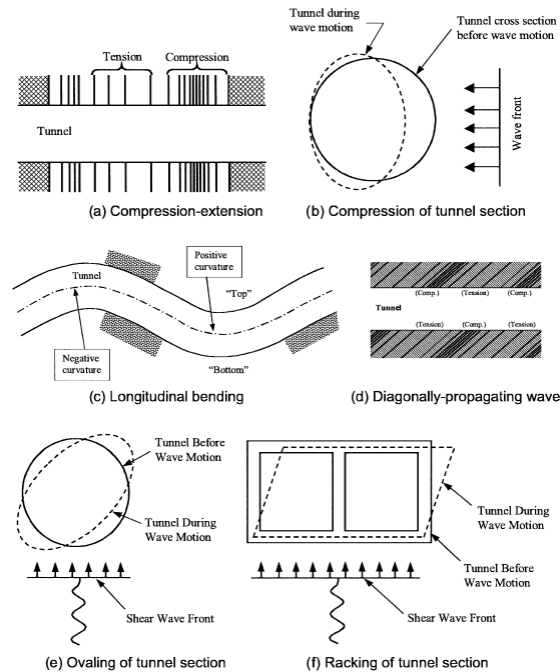 Tension
Compression
Tunnel
(a) Compression-extension
Tunnel during
wave motion
Tunnel cross section
before wave motion
Wave front
(b) Compression of tunnel section
Tunnel
Positive
curvature
"Top"
Negative
curvature
"Bottom"
(c) Longitudinal bending
(Comp.) (Tension) (Comp.)
Tunnel
(Tension) (Comp.) (Tension)
(d) Diagonally-propagating wave
Tunnel Before
Wave Motion
Tunnel During
Wave Motion
Shear Wave Front
(e) Ovaling of tunnel section
Tunnel During
Wave Motion
Tunnel Before
Wave Motion
Shear Wave Front
(f) Racking of tunnel section